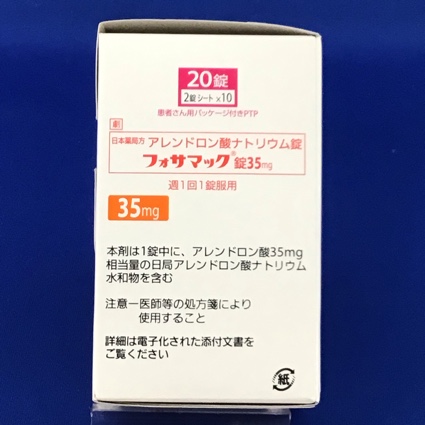 20錠
2錠シート×10
患者さん用パッケージ付きPTP
劇
日本薬局方 アレンドロン酸ナトリウム錠
フォサマック®錠35mg
週1回1錠服用
35mg
本剤は1錠中に、アレンドロン酸35mg
相当量の日局アレンドロン酸ナトリウム
水和物を含む
注意－医師等の処方箋により
使用すること
詳細は電子化された添付文書を
ご覧ください
紙